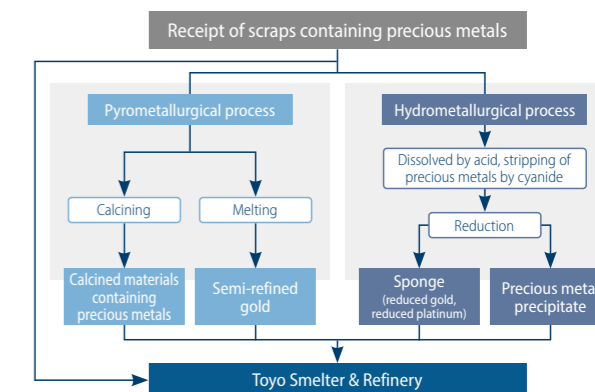 Receipt of scraps containing precious metals
Pyrometallurgical process
Hydrometallurgical process
Dissolved by acid, stripping of
precious metals by cyanide
Calcining
Melting
Reduction
Calcined materials
containing
precious metals
Semi-refined
gold
Sponge
(reduced gold,
reduced platinum)
Precious meta
precipitate
Toyo Smelter & Refinery